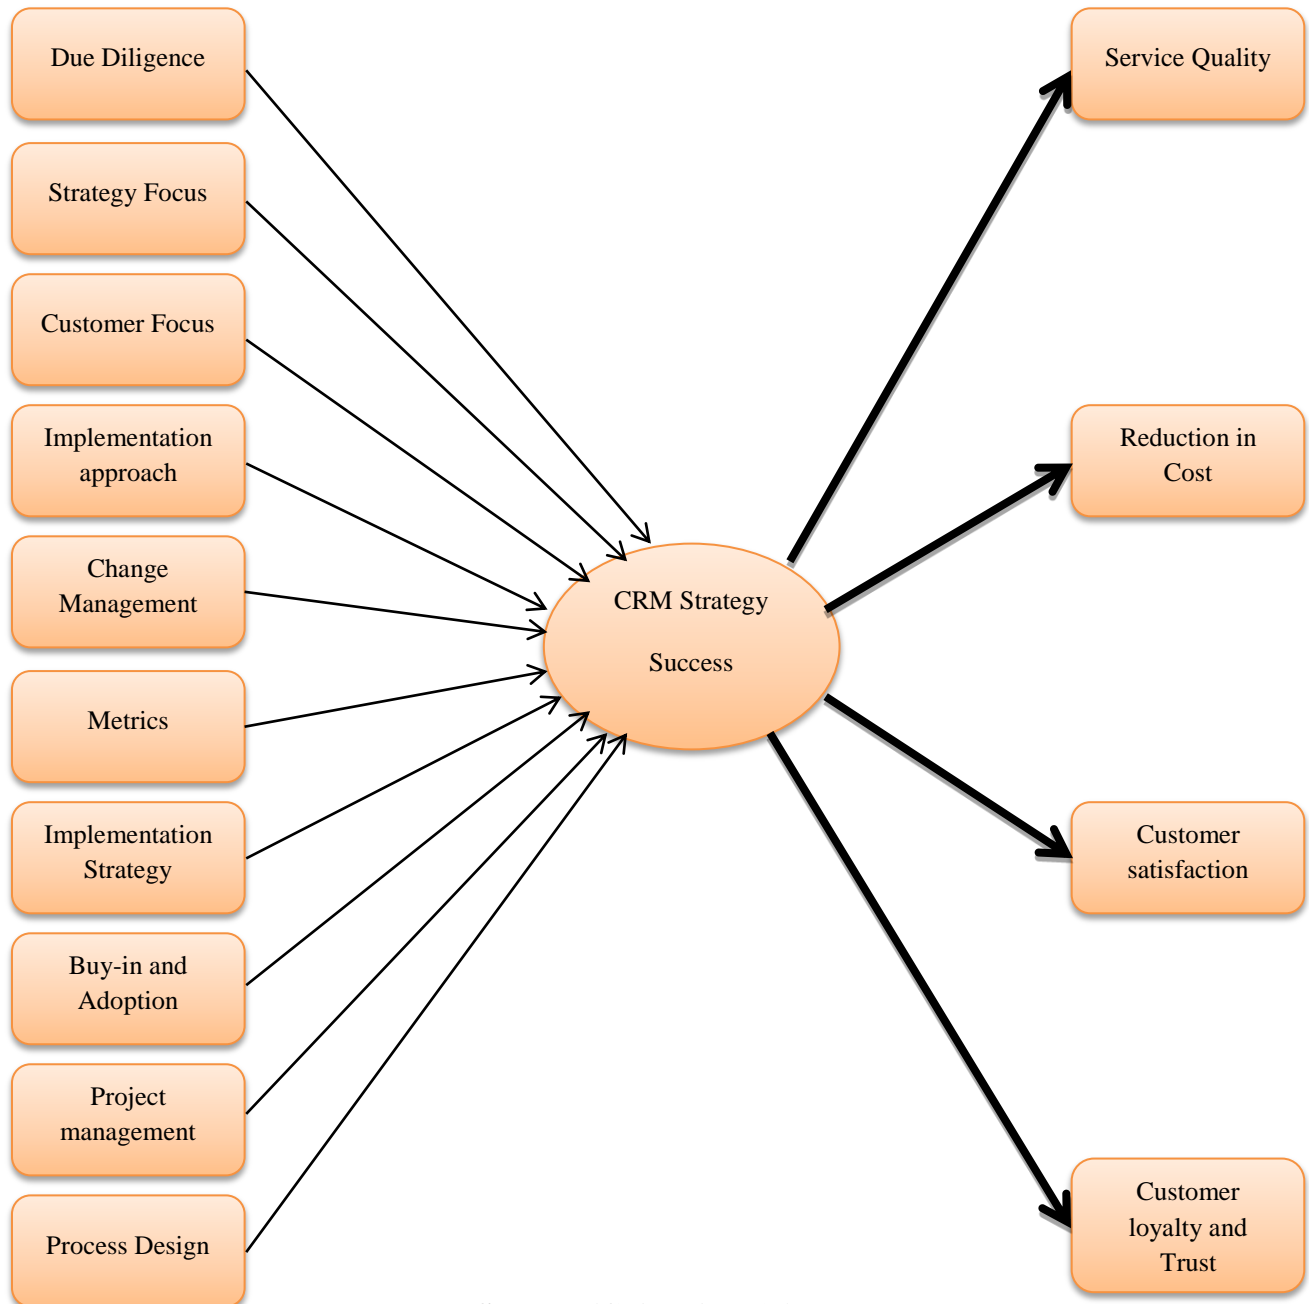 Due Diligence
Strategy Focus
Customer Focus
Implementation
approach
Change
Management
Metrics
Implementation
Strategy
Buy-in and
Adoption
Project
management
Process Design
CRM Strategy
Success
Service Quality
Reduction in
Cost
Customer
satisfaction
Customer
loyalty and
Trust